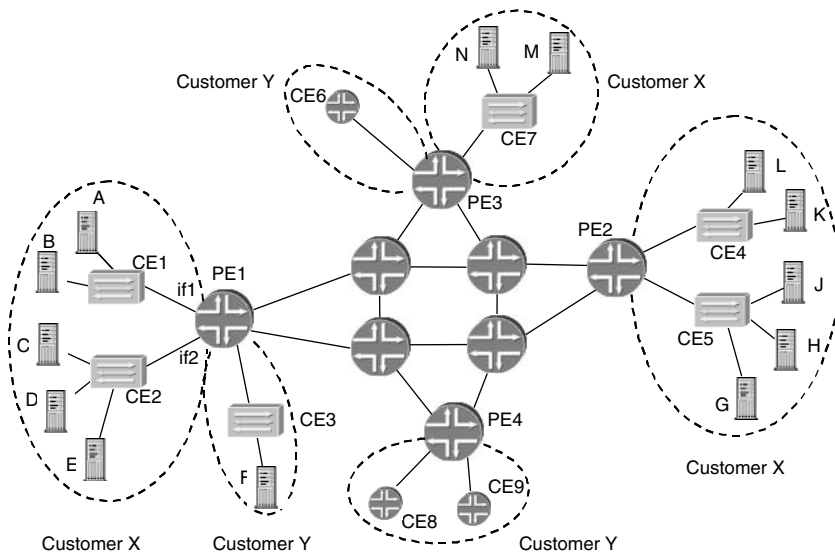 N
M
Customer Y
Customer X
CE6
CE7
PE3
L
A
PE2
K
B
CE1
PE1
CE4
if1
J
C
CE5
H
if2
CE2
D
CE3
G
PE4
E
F
CE9
Customer X
CE8
Customer X
Customer Y
Customer Y